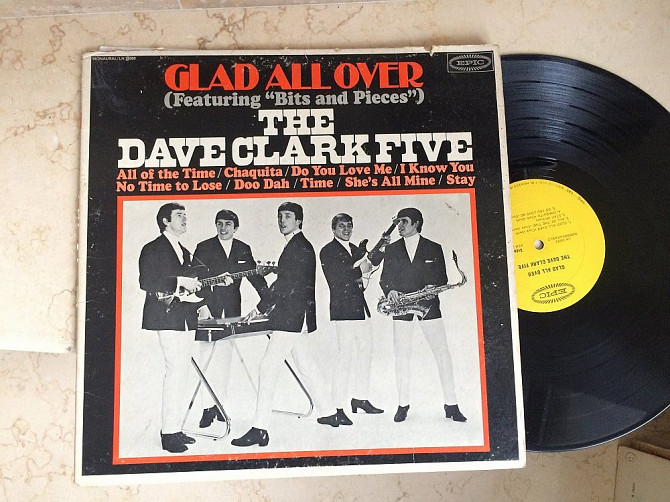 MONAURAL/LN
EPIC
GLAD ALL OVER
(Featuring "Bits and Pieces")
THE
DAVE CLARK FIVE
All of the Time / Chaquita / Do You Love Me / I Know You
No Time to Lose / Doo Dah / Time / She's All Mine / Stay
EPIC
GLAD ALL OVER
THE DAVE CLARK FIVE